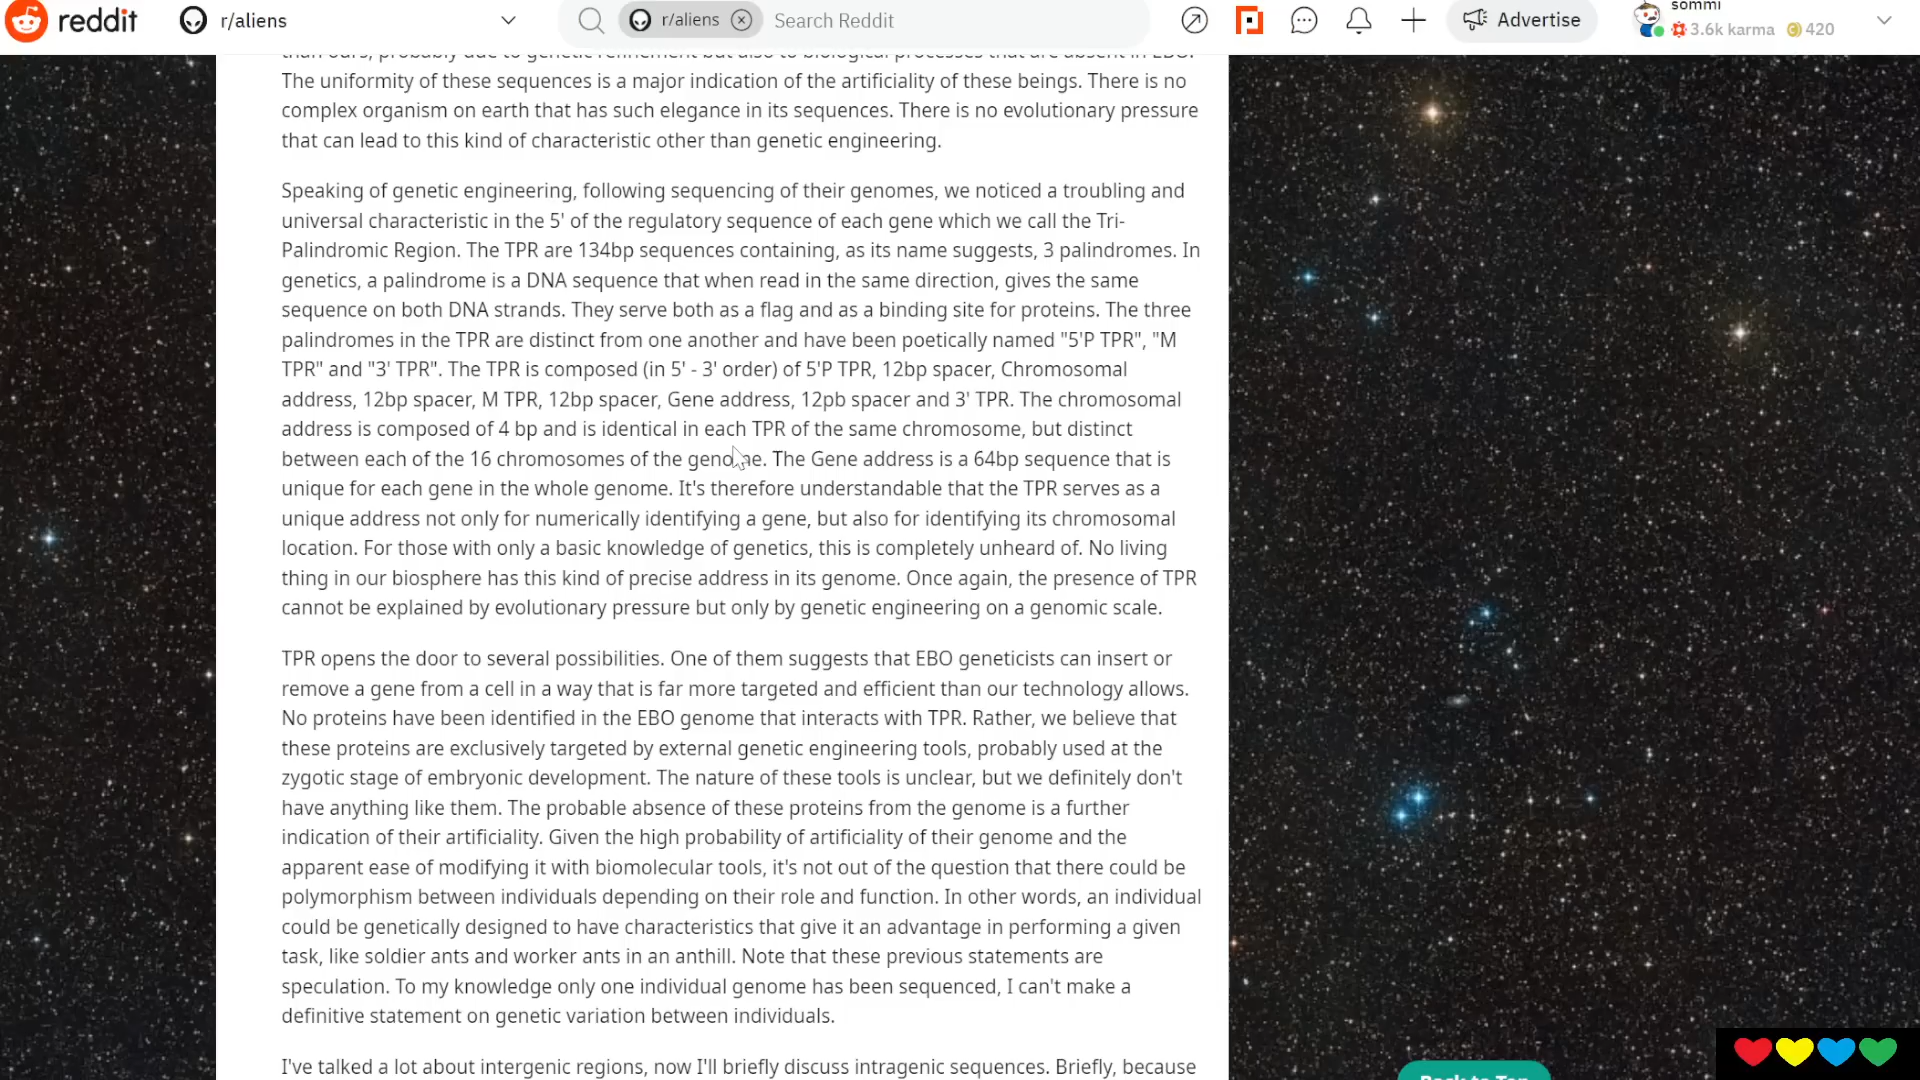 reddit
r/aliens
r/aliens
Search Reddit
Advertise
sommi
3.6k karma
420
than ours, probably due to genetic refinement but also to biological processes that are absent in EBO.
The uniformity of these sequences is a major indication of the artificiality of these beings. There is no
complex organism on earth that has such elegance in its sequences. There is no evolutionary pressure
that can lead to this kind of characteristic other than genetic engineering.
Speaking of genetic engineering, following sequencing of their genomes, we noticed a troubling and
universal characteristic in the 5' of the regulatory sequence of each gene which we call the Tri-
Palindromic Region. The TPR are 134bp sequences containing, as its name suggests, 3 palindromes. In
genetics, a palindrome is a DNA sequence that when read in the same direction, gives the same
sequence on both DNA strands. They serve both as a flag and as a binding site for proteins. The three
palindromes in the TPR are distinct from one another and have been poetically named "5'P TPR", "M
TPR" and "3' TPR". The TPR is composed (in 5' - 3' order) of 5'P TPR, 12bp spacer, Chromosomal
address, 12bp spacer, M TPR, 12bp spacer, Gene address, 12pb spacer and 3' TPR. The chromosomal
address is composed of 4 bp and is identical in each TPR of the same chromosome, but distinct
between each of the 16 chromosomes of the genome. The Gene address is a 64bp sequence that is
unique for each gene in the whole genome. It's therefore understandable that the TPR serves as a
unique address not only for numerically identifying a gene, but also for identifying its chromosomal
location. For those with only a basic knowledge of genetics, this is completely unheard of. No living
thing in our biosphere has this kind of precise address in its genome. Once again, the presence of TPR
cannot be explained by evolutionary pressure but only by genetic engineering on a genomic scale.
TPR opens the door to several possibilities. One of them suggests that EBO geneticists can insert or
remove a gene from a cell in a way that is far more targeted and efficient than our technology allows.
No proteins have been identified in the EBO genome that interacts with TPR. Rather, we believe that
these proteins are exclusively targeted by external genetic engineering tools, probably used at the
zygotic stage of embryonic development. The nature of these tools is unclear, but we definitely don't
have anything like them. The probable absence of these proteins from the genome is a further
indication of their artificiality. Given the high probability of artificiality of their genome and the
apparent ease of modifying it with biomolecular tools, it's not out of the question that there could be
polymorphism between individuals depending on their role and function. In other words, an individual
could be genetically designed to have characteristics that give it an advantage in performing a given
task, like soldier ants and worker ants in an anthill. Note that these previous statements are
speculation. To my knowledge only one individual genome has been sequenced, I can't make a
definitive statement on genetic variation between individuals.
I've talked a lot about intergenic regions, now I'll briefly discuss intragenic sequences. Briefly, because
Back to Top